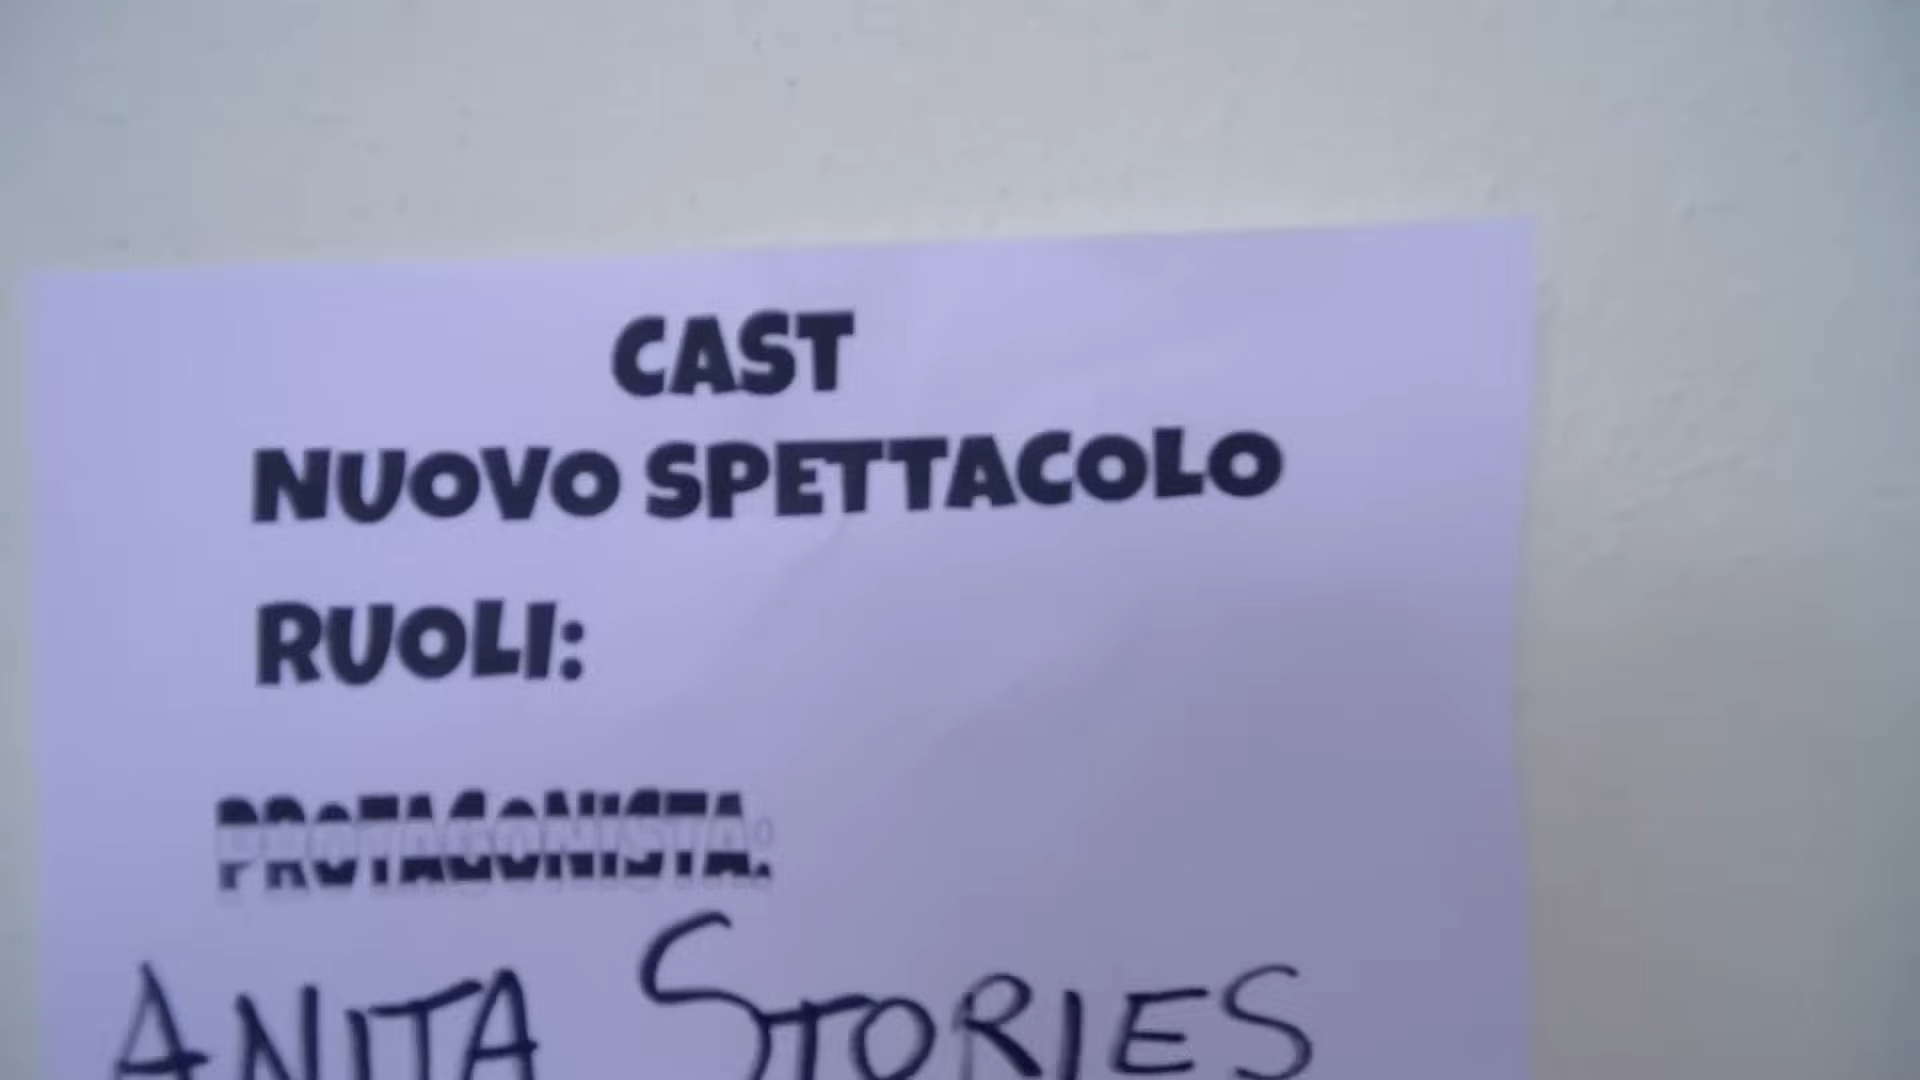 CAST
NUOVO SPETTACOLO
RUOLI:
PROTAGONISTA:
ANITA STORIES